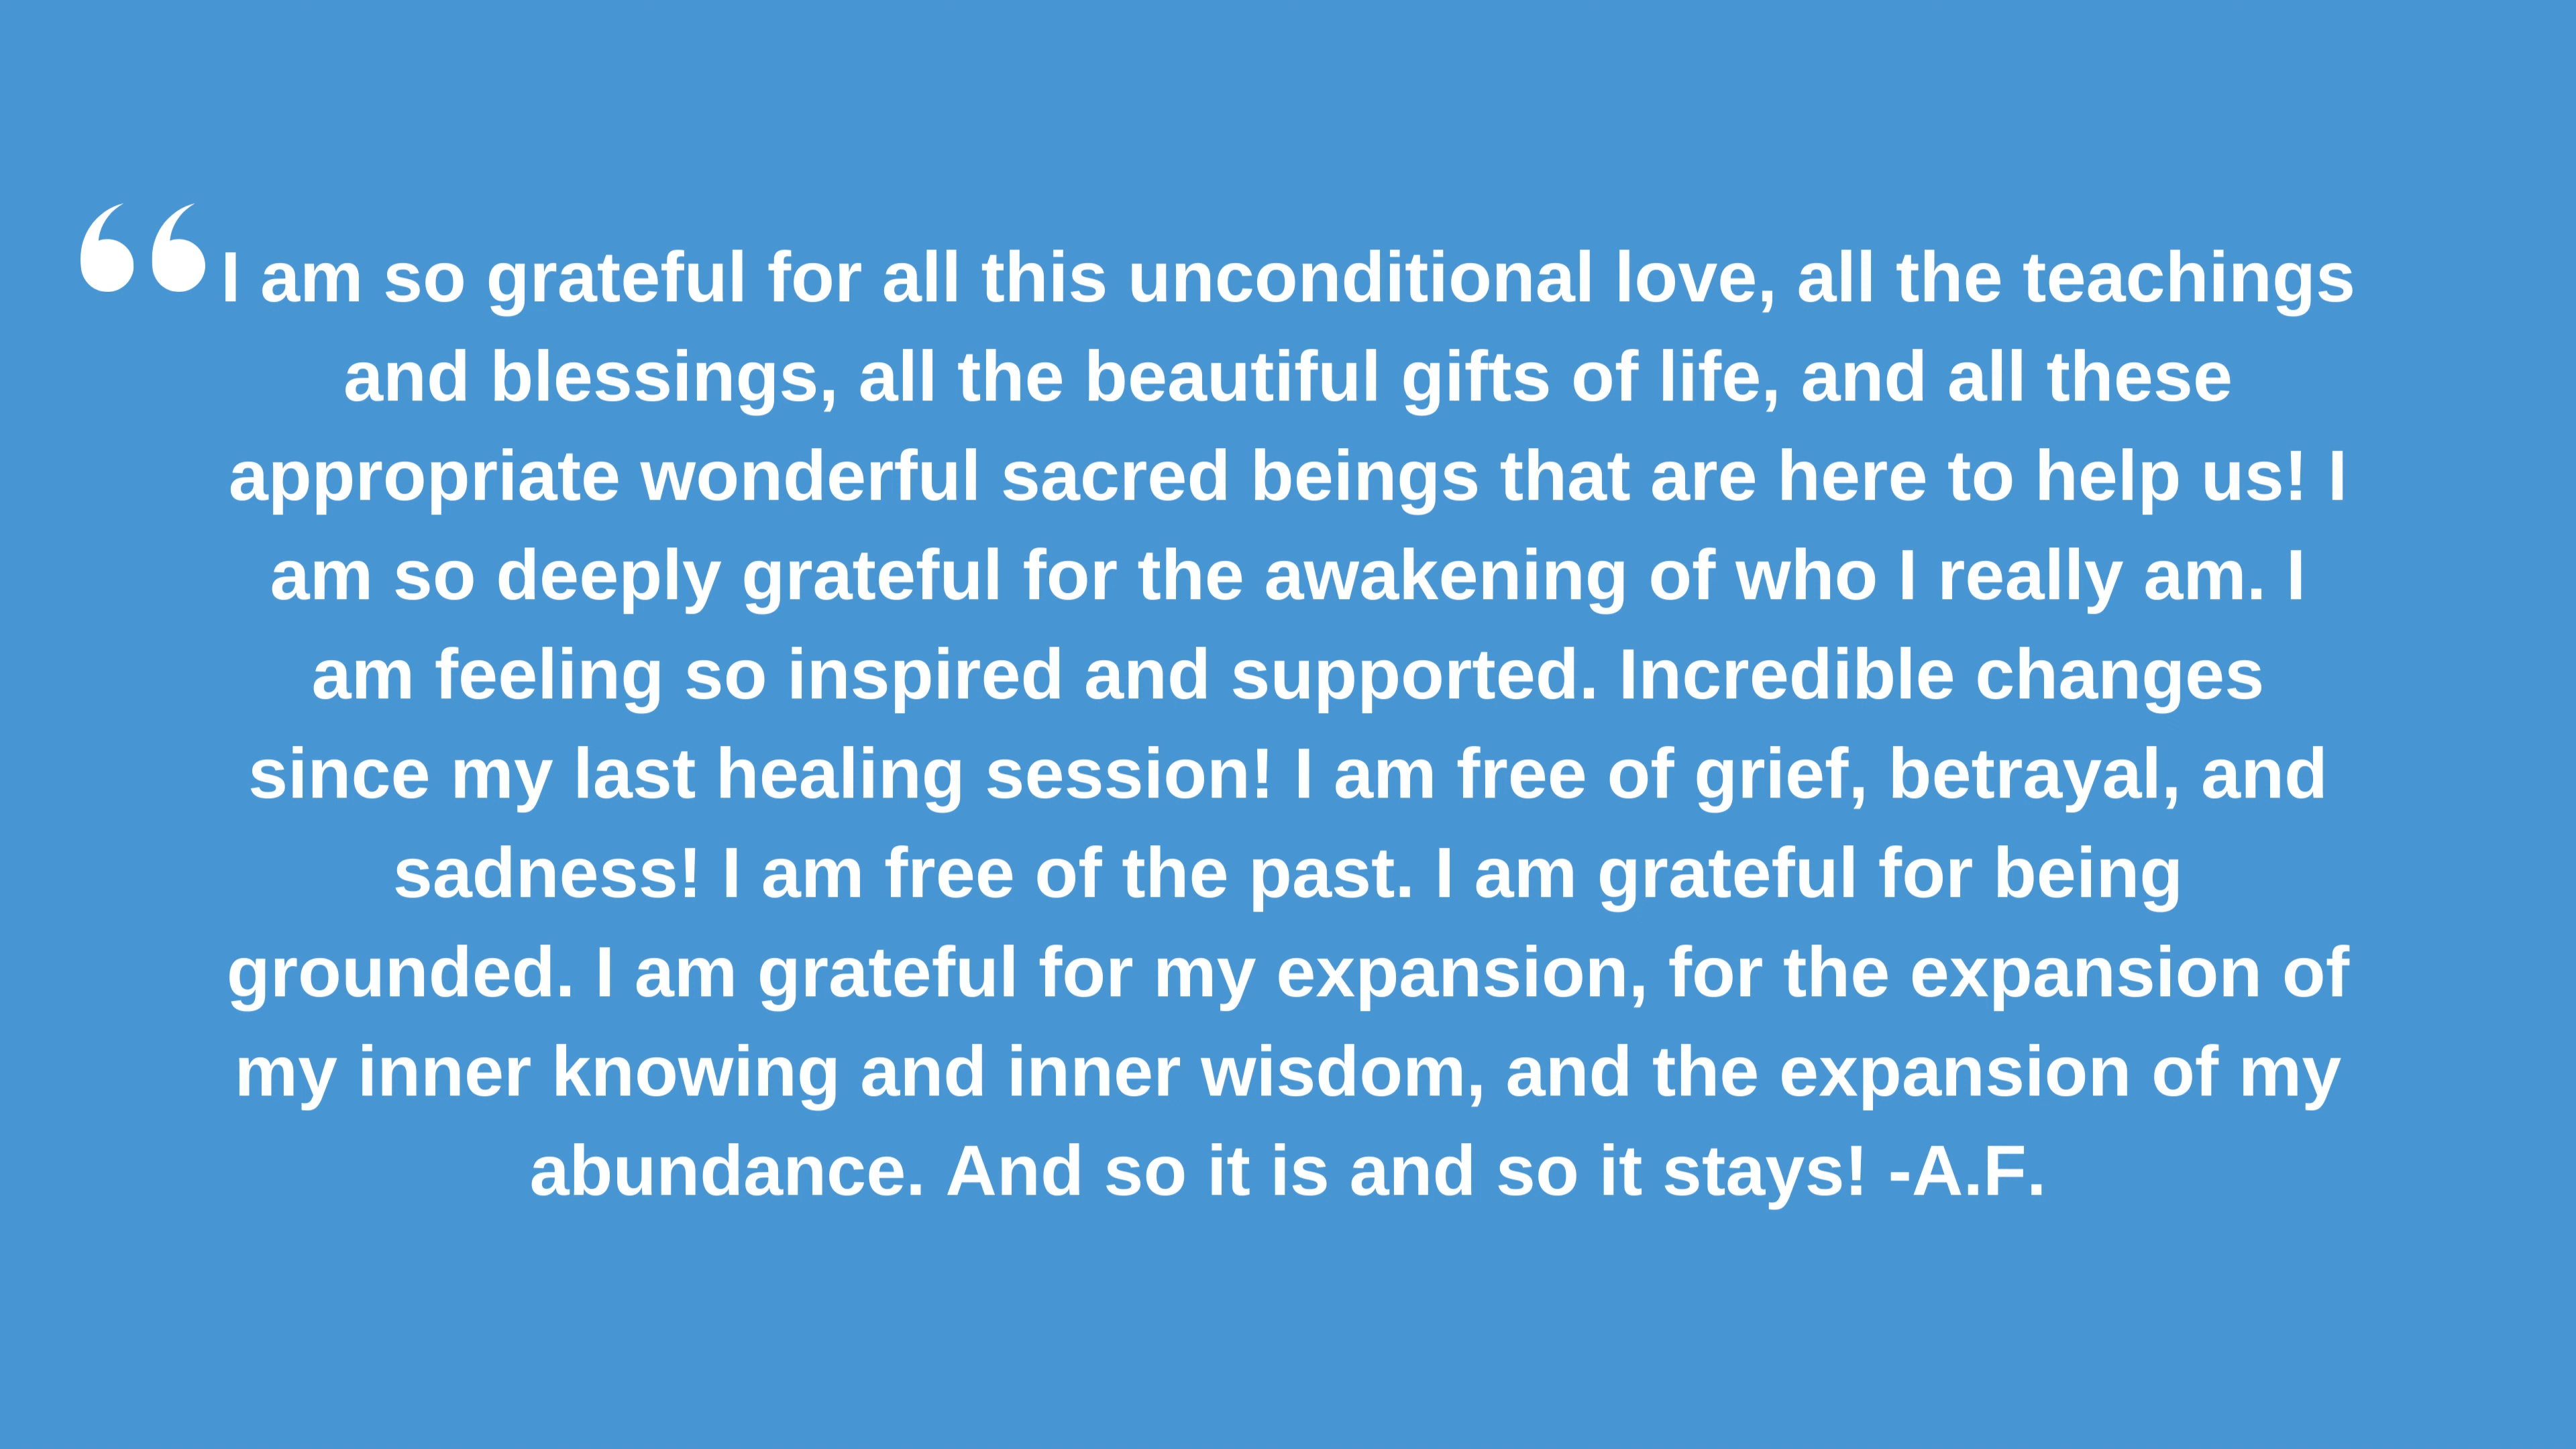 “I am so grateful for all this unconditional love, all the teachings
and blessings, all the beautiful gifts of life, and all these
appropriate wonderful sacred beings that are here to help us! I
am so deeply grateful for the awakening of who I really am. I
am feeling so inspired and supported. Incredible changes
since my last healing session! I am free of grief, betrayal, and
sadness! I am free of the past. I am grateful for being
grounded. I am grateful for my expansion, for the expansion of
my inner knowing and inner wisdom, and the expansion of my
abundance. And so it is and so it stays! -A.F.